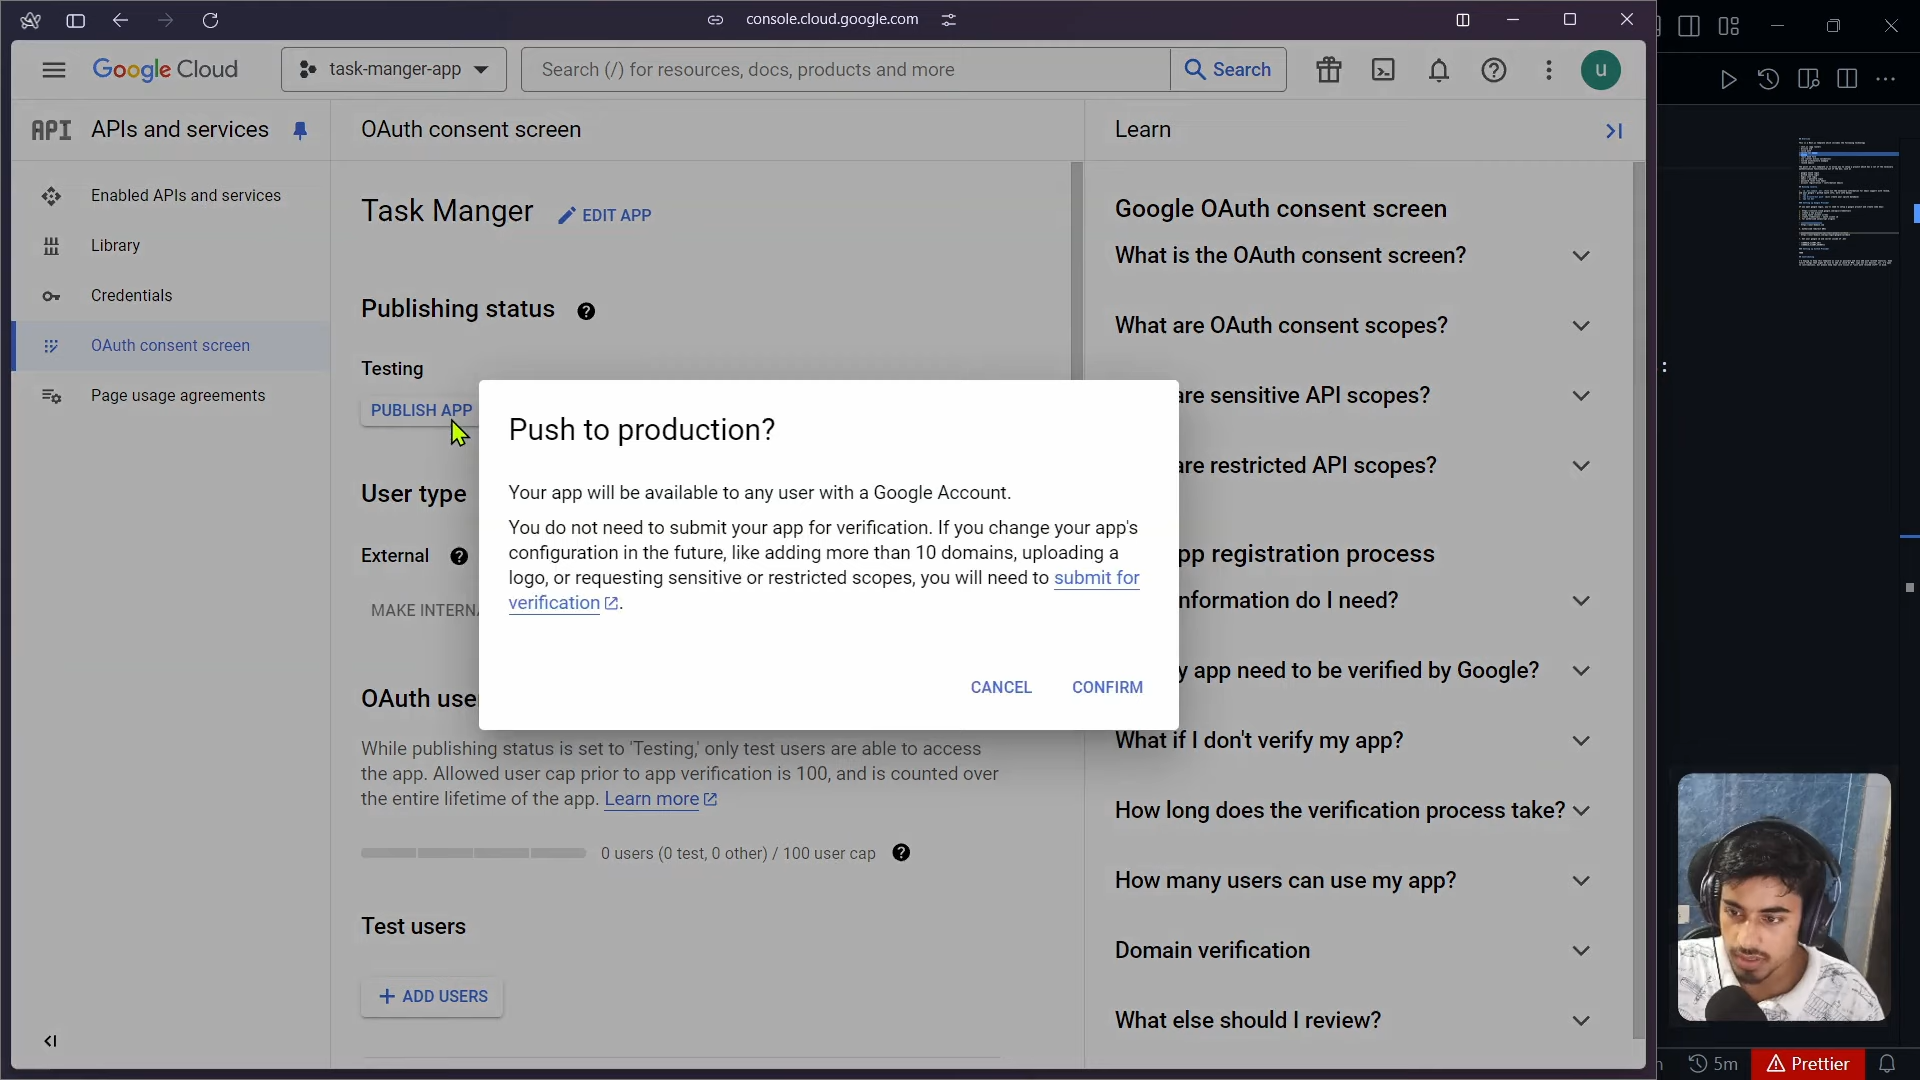 console.cloud.google.com
Google Cloud
task-manger-app
Search (/) for resources, docs, products and more
Search
u
API
APIs and services
Enabled APIs and services
Library
Credentials
OAuth consent screen
Page usage agreements
OAuth consent screen
Task Manger
EDIT APP
Publishing status
Testing
PUBLISH APP
User type
External
MAKE INTERNA
OAuth use
While publishing status is set to 'Testing,' only test users are able to access
the app. Allowed user cap prior to app verification is 100, and is counted over
the entire lifetime of the app. Learn more
0 users (0 test, 0 other) / 100 user cap
Test users
+ ADD USERS
Push to production?
Your app will be available to any user with a Google Account.
You do not need to submit your app for verification. If you change your app's
configuration in the future, like adding more than 10 domains, uploading a
logo, or requesting sensitive or restricted scopes, you will need to submit for
verification.
CANCEL
CONFIRM
Learn
Google OAuth consent screen
What is the OAuth consent screen?
What are OAuth consent scopes?
are sensitive API scopes?
are restricted API scopes?
pp registration process
nformation do I need?
y app need to be verified by Google?
What if I don't verify my app?
How long does the verification process take?
How many users can use my app?
Domain verification
What else should I review?
5m
Prettier